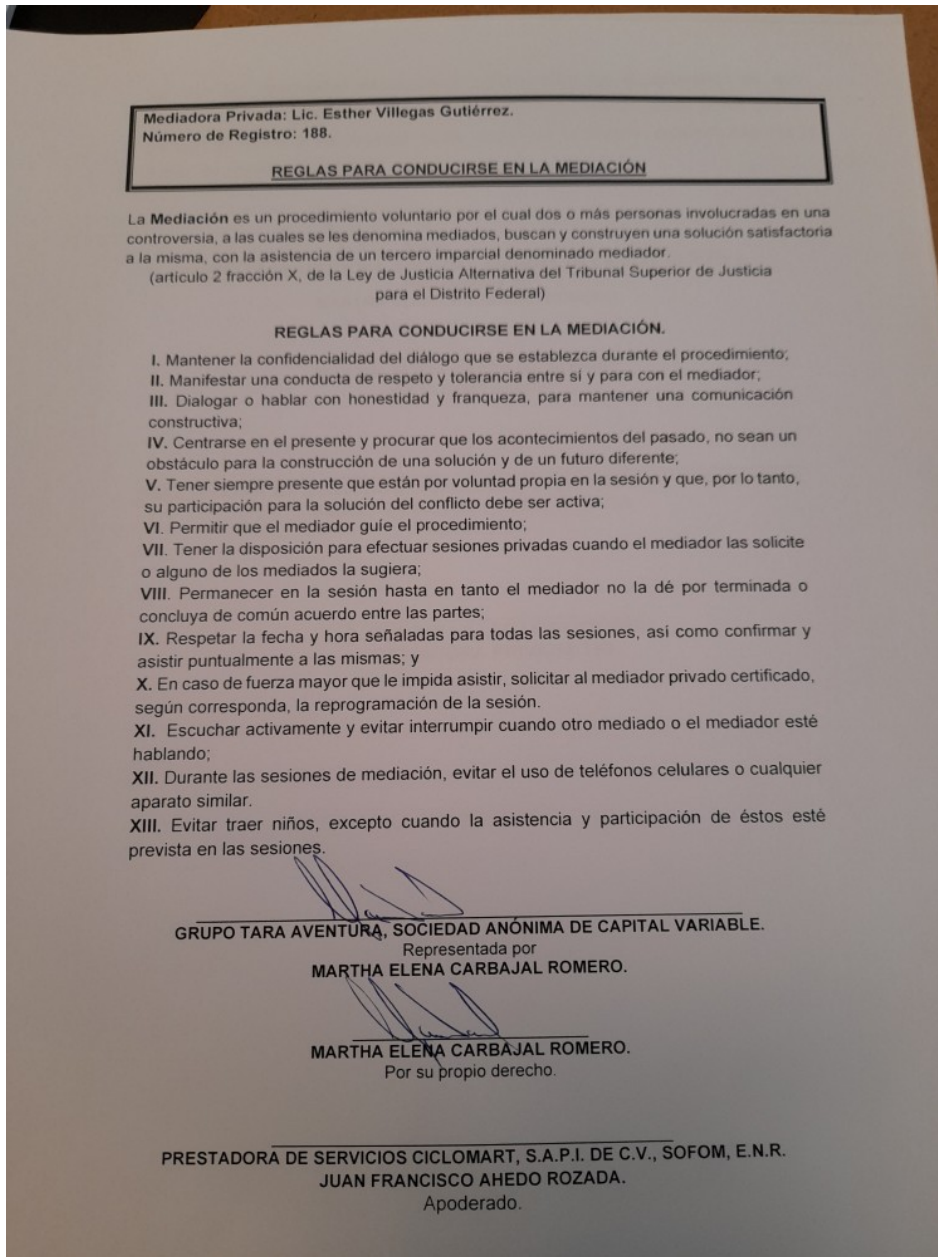 Mediadora Privada: Lic. Esther Villegas Gutiérrez.
Número de Registro: 188.
REGLAS PARA CONDUCIRSE EN LA MEDIACIÓN
La Mediación es un procedimiento voluntario por el cual dos o más personas involucradas en una
controversia, a las cuales se les denomina mediados, buscan y construyen una solución satisfactoria
a la misma, con la asistencia de un tercero imparcial denominado mediador.
(articulo 2 fracción X, de la Ley de Justicia Alternativa del Tribunal Superior de Justicia
para el Distrito Federal)
REGLAS PARA CONDUCIRSE EN LA MEDIACIÓN.
I. Mantener la confidencialidad del diálogo que se establezca durante el procedimiento;
II. Manifestar una conducta de respeto y tolerancia entre sí y para con el mediador;
III. Dialogar o hablar con honestidad y franqueza, para mantener una comunicación
constructiva;
IV. Centrarse en el presente y procurar que los acontecimientos del pasado, no sean un
obstáculo para la construcción de una solución y de un futuro diferente;
V. Tener siempre presente que están por voluntad propia en la sesión y que, por lo tanto,
su participación para la solución del conflicto debe ser activa;
VI. Permitir que el mediador guíe el procedimiento;
VII. Tener la disposición para efectuar sesiones privadas cuando el mediador las solicite
o alguno de los mediados la sugiera;
VIII. Permanecer en la sesión hasta en tanto el mediador no la dé por terminada o
concluya de común acuerdo entre las partes;
IX. Respetar la fecha y hora señaladas para todas las sesiones, así como confirmar y
asistir puntualmente a las mismas; y
X. En caso de fuerza mayor que le impida asistir, solicitar al mediador privado certificado,
según corresponda, la reprogramación de la sesión.
XI. Escuchar activamente y evitar interrumpir cuando otro mediado o el mediador esté
hablando;
XII. Durante las sesiones de mediación, evitar el uso de teléfonos celulares o cualquier
aparato similar.
XIII. Evitar traer niños, excepto cuando la asistencia y participación de éstos esté
prevista en las sesiones.
GRUPO TARA AVENTURA, SOCIEDAD ANÓNIMA DE CAPITAL VARIABLE.
Representada por
MARTHA ELENA CARBAJAL ROMERO.
MARTHA ELENA CARBAJAL ROMERO.
Por su propio derecho.
PRESTADORA DE SERVICIOS CICLOMART, S.A.P.I. DE C.V., SOFOM, E.N.R.
JUAN FRANCISCO AHEDO ROZADA.
Apoderado.